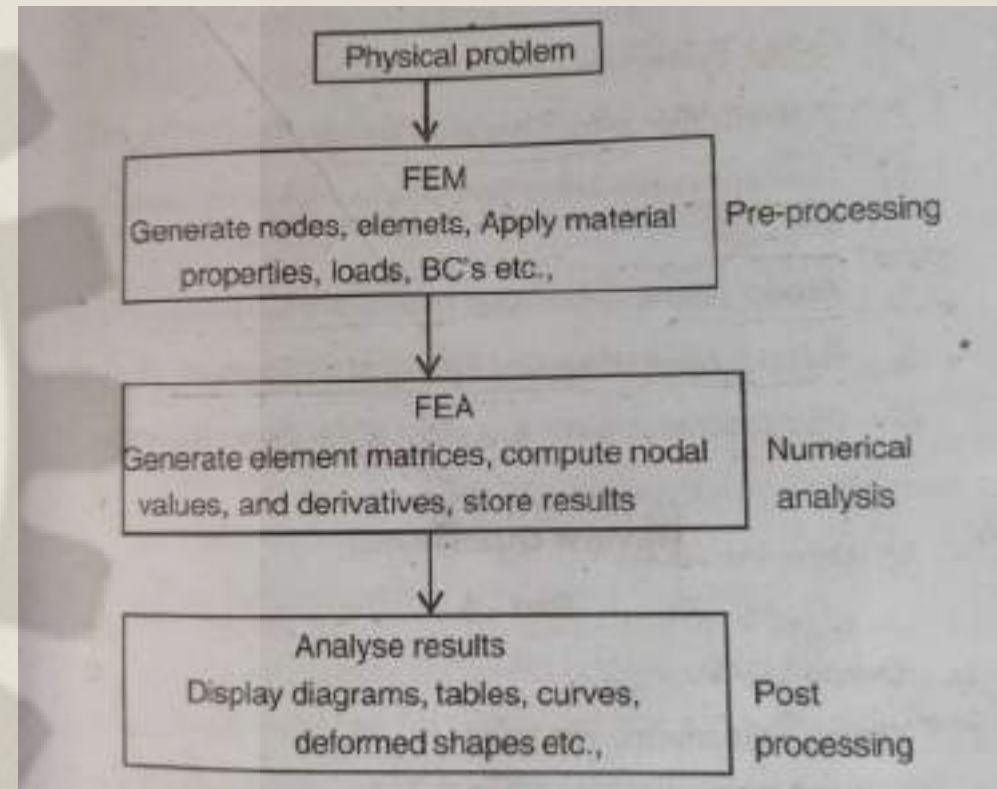 Physical problem
FEM
Generate nodes, elemets, Apply material
properties, loads, BC's etc.,
Pre-processing
FEA
Generate element matrices, compute nodal
values, and derivatives, store results
Numerical
analysis
Analyse results
Display diagrams, tables, curves,
deformed shapes etc.,
Post
processing